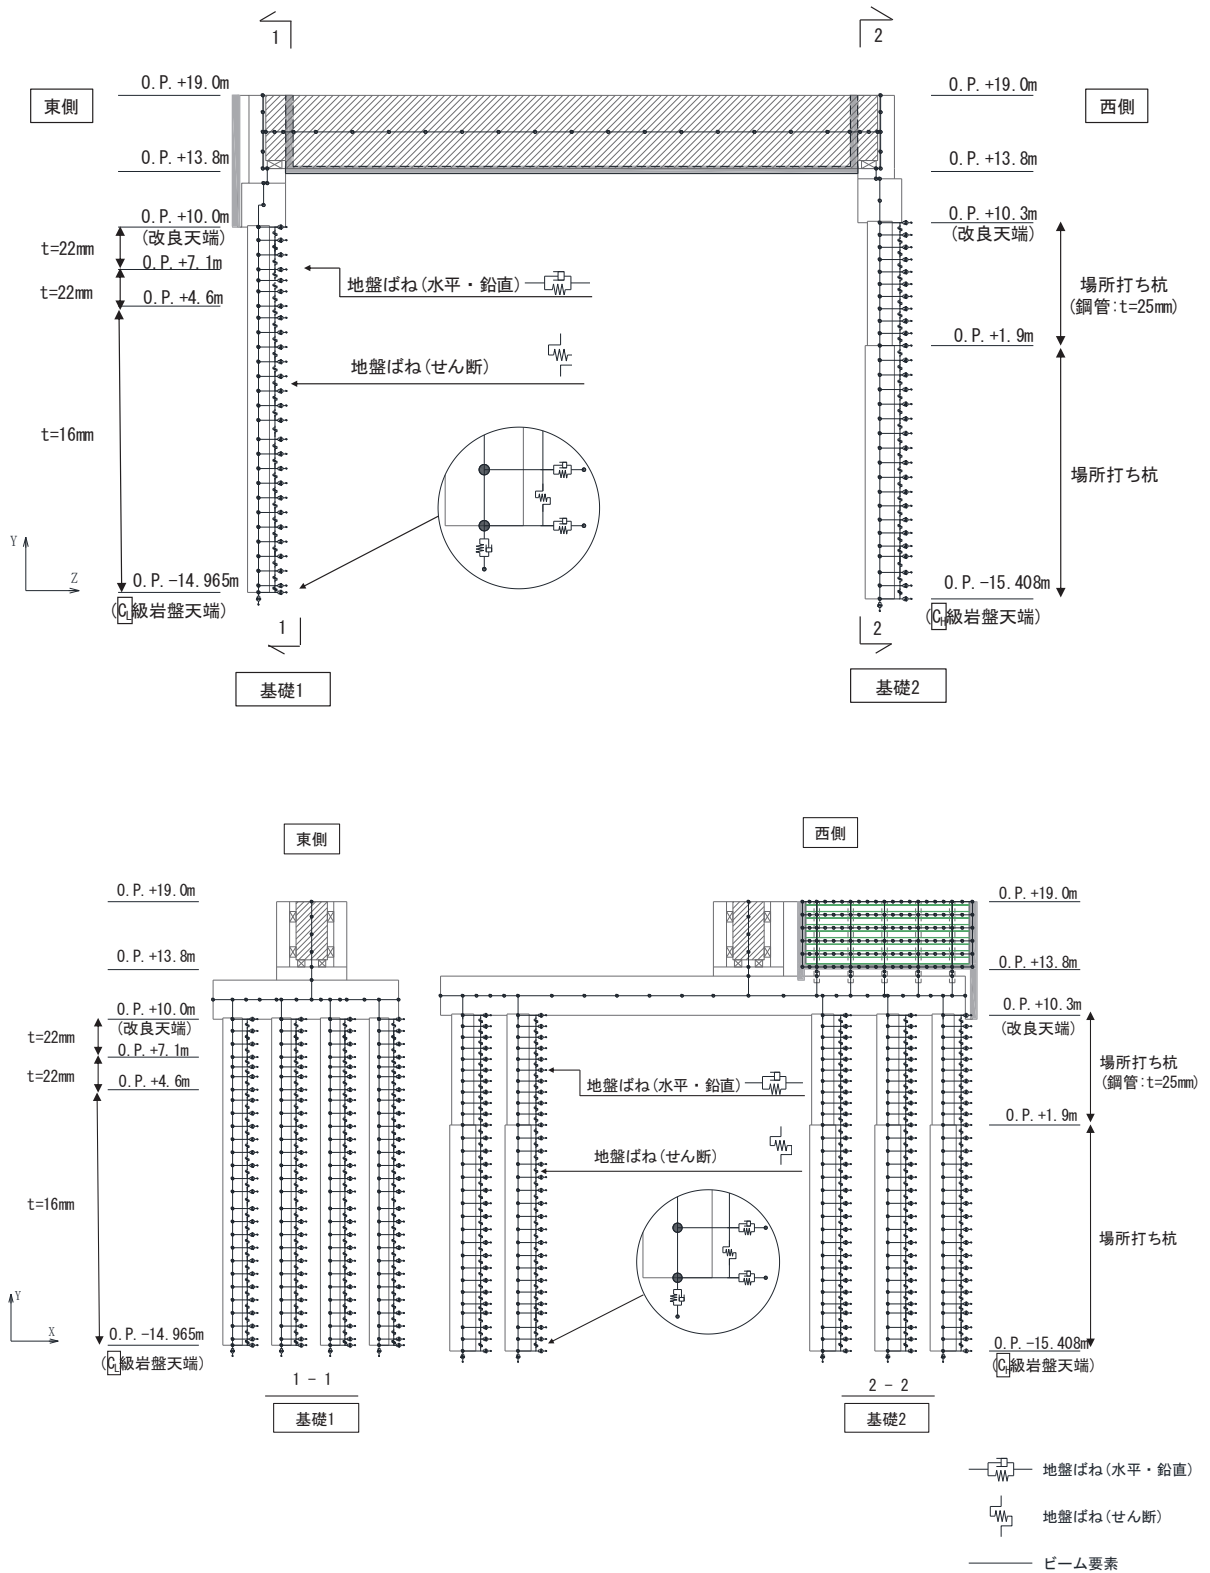 1
2
東側
O.P.+19.0m
O.P.+19.0m
西側
O.P.+13.8m
O.P.+13.8m
O.P.+10.0m
(改良天端)
O.P.+10.3m
(改良天端)
t=22mm
O.P.+7.1m
t=22mm
O.P.+4.6m
地盤ばね(水平・鉛直)
場所打ち杭
(鋼管:t=25mm)
O.P.+1.9m
地盤ばね(せん断)
t=16mm
場所打ち杭
Y
Z
O.P.-14.965m
(CL級岩盤天端)
O.P.-15.408m
(CH級岩盤天端)
1
2
基礎1
基礎2
東側
西側
O.P.+19.0m
O.P.+19.0m
O.P.+13.8m
O.P.+13.8m
O.P.+10.0m
(改良天端)
O.P.+10.3m
(改良天端)
t=22mm
O.P.+7.1m
t=22mm
O.P.+4.6m
地盤ばね(水平・鉛直)
場所打ち杭
(鋼管:t=25mm)
O.P.+1.9m
地盤ばね(せん断)
t=16mm
場所打ち杭
Y
X
O.P.-14.965m
(CL級岩盤天端)
O.P.-15.408m
(CH級岩盤天端)
1 - 1
2 - 2
基礎1
基礎2
地盤ばね(水平・鉛直)
地盤ばね(せん断)
ビーム要素